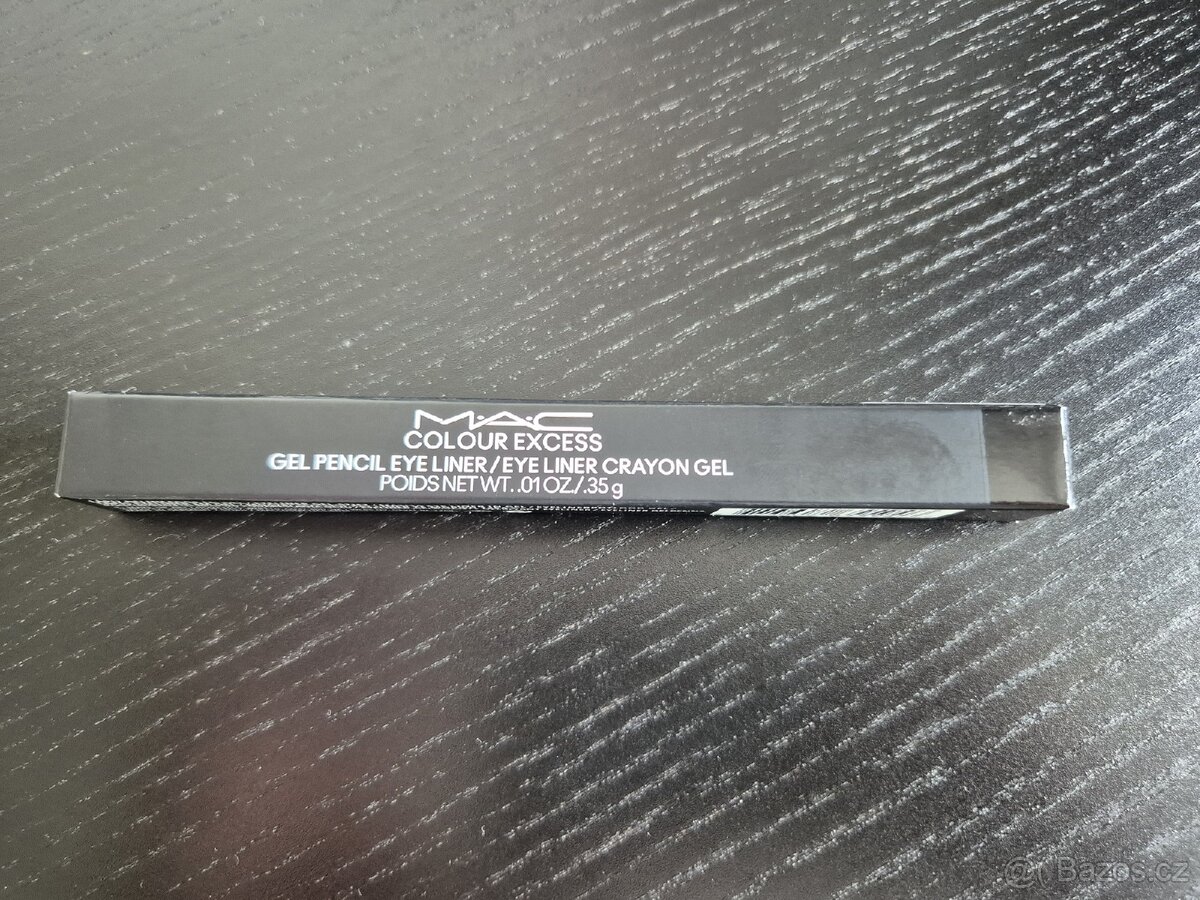 M·A·C
COLOUR EXCESS
GEL PENCIL EYE LINER/EYE LINER CRAYON GEL
POIDS NET WT. .01 OZ./.35 g
Bazos.cz